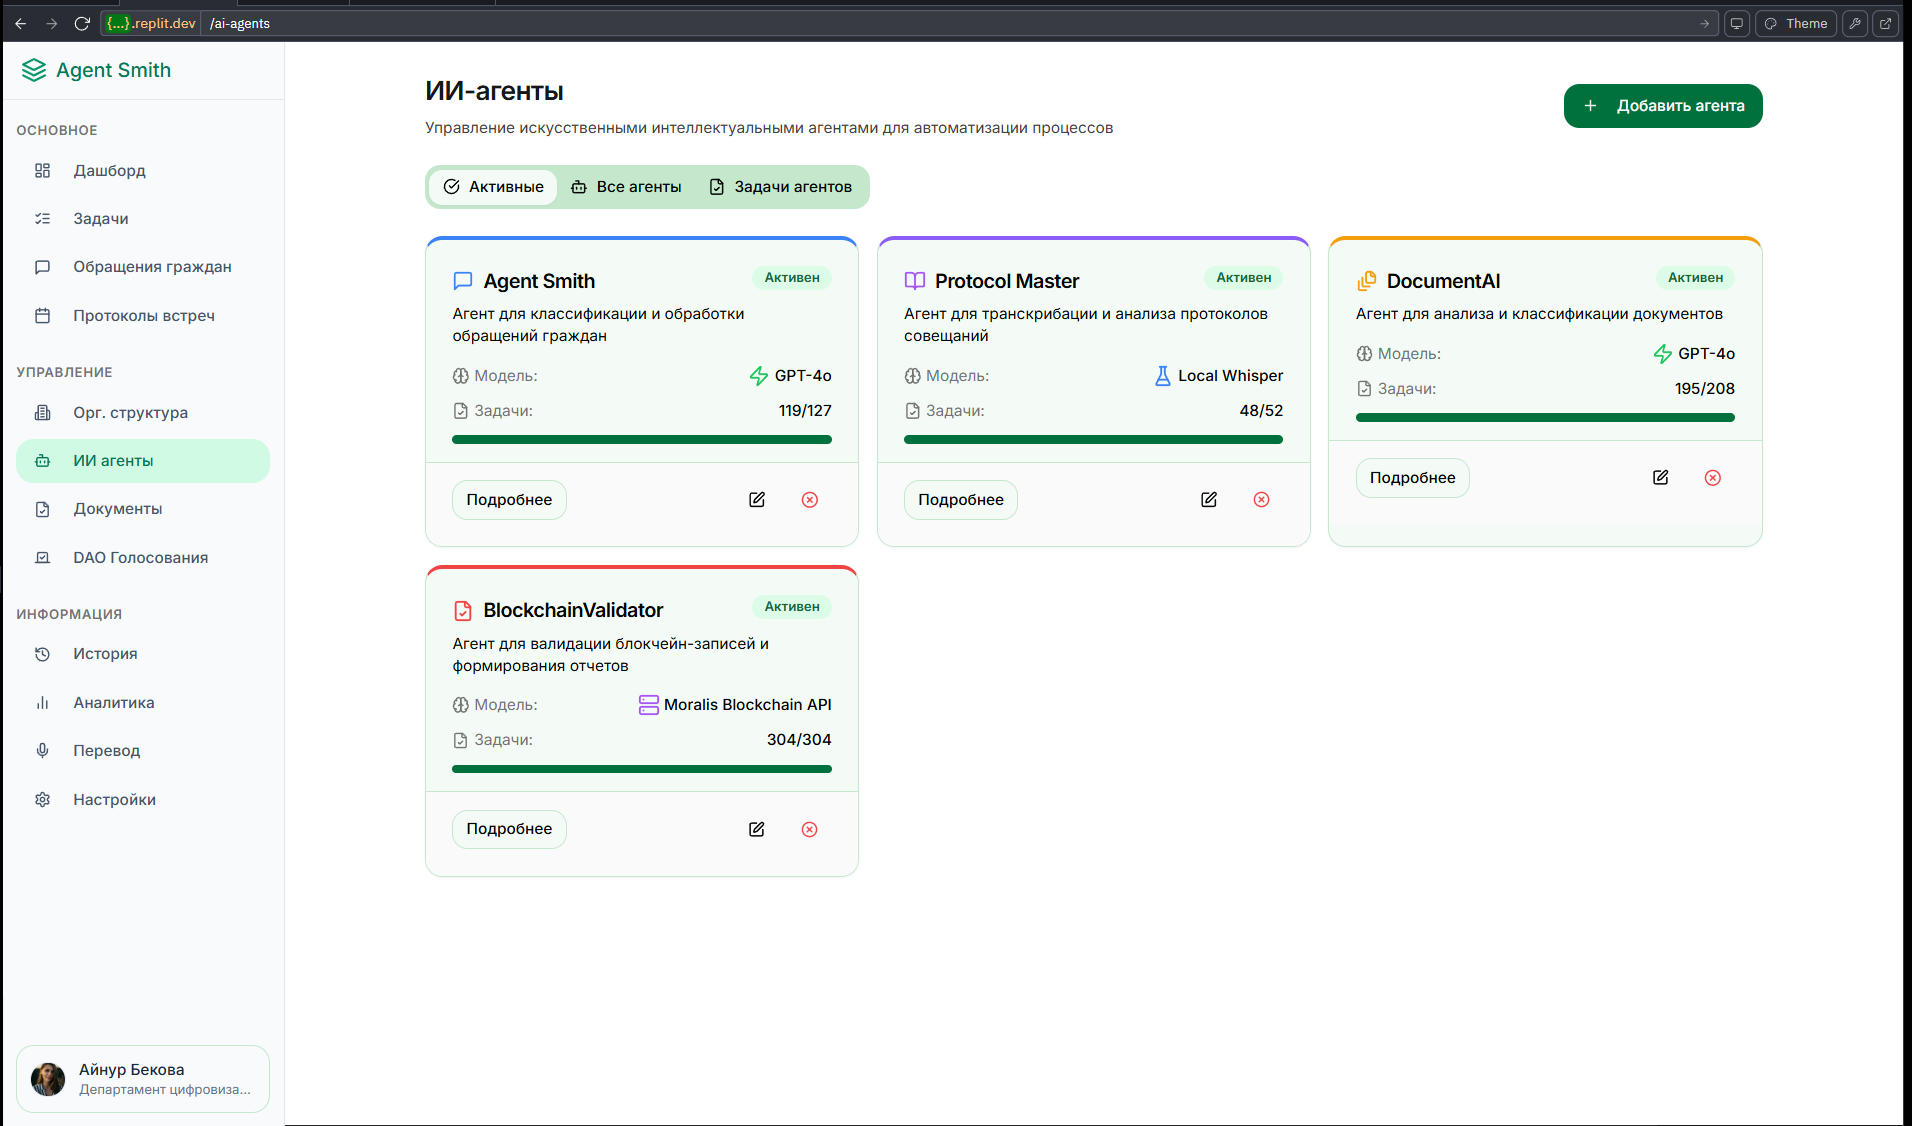 {...}.replit.dev /ai-agents
Theme
Agent Smith
ОСНОВНОЕ
Дашборд
Задачи
Обращения граждан
Протоколы встреч
УПРАВЛЕНИЕ
Орг. структура
ИИ агенты
Документы
DAO Голосования
ИНФОРМАЦИЯ
История
Аналитика
Перевод
Настройки
Айнур Бекова
Департамент цифровиза...
ИИ-агенты
Управление искусственными интеллектуальными агентами для автоматизации процессов
Добавить агента
Активные
Все агенты
Задачи агентов
Agent Smith
Активен
Агент для классификации и обработки
обращений граждан
Модель: GPT-4o
Задачи: 119/127
Подробнее
Protocol Master
Активен
Агент для транскрибации и анализа протоколов
совещаний
Модель: Local Whisper
Задачи: 48/52
Подробнее
DocumentAI
Активен
Агент для анализа и классификации документов
Модель: GPT-4o
Задачи: 195/208
Подробнее
BlockchainValidator
Активен
Агент для валидации блокчейн-записей и
формирования отчетов
Модель: Moralis Blockchain API
Задачи: 304/304
Подробнее